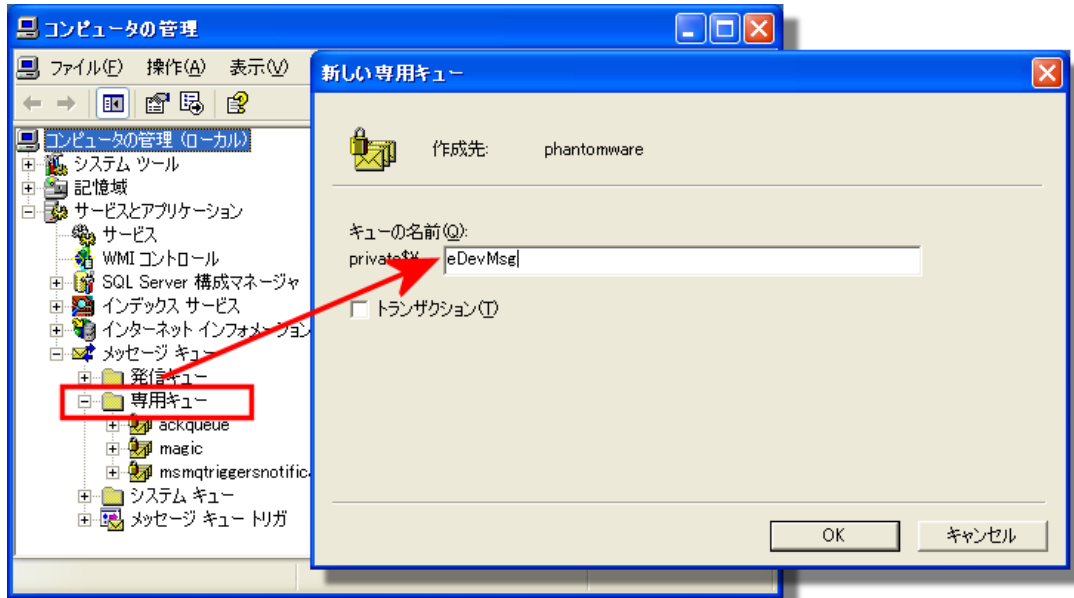 コンピュータの管理
ファイル(F) 操作(A) 表示(V)
コンピュータの管理 (ローカル)
システム ツール
記憶域
サービスとアプリケーション
サービス
WMI コントロール
SQL Server 構成マネージャ
インデックス サービス
インターネット インフォメーション
メッセージ キュー
発信キュー
専用キュー
ackqueue
magic
msmqtriggersnotific
システム キュー
メッセージ キュー トリガ
新しい専用キュー
作成先: phantomware
キューの名前(Q):
private$¥ eDevMsg
トランザクション(T)
OK キャンセル